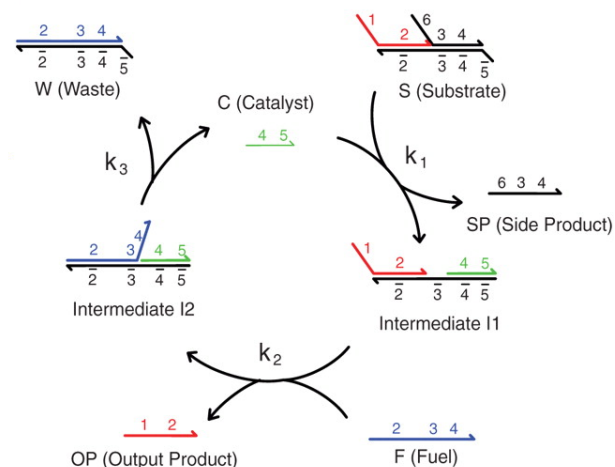 1 6
2 3 4
2̄ 3̄ 4̄ 5̄
S (Substrate)
2 3 4
2̄ 3̄ 4̄ 5̄
W (Waste)
C (Catalyst)
4 5
k₃
k₁
6 3 4
SP (Side Product)
4
2 3 4 5
2̄ 3̄ 4̄ 5̄
Intermediate I2
1
2 4 5
2̄ 3̄ 4̄ 5̄
Intermediate I1
k₂
1 2
OP (Output Product)
2 3 4
F (Fuel)